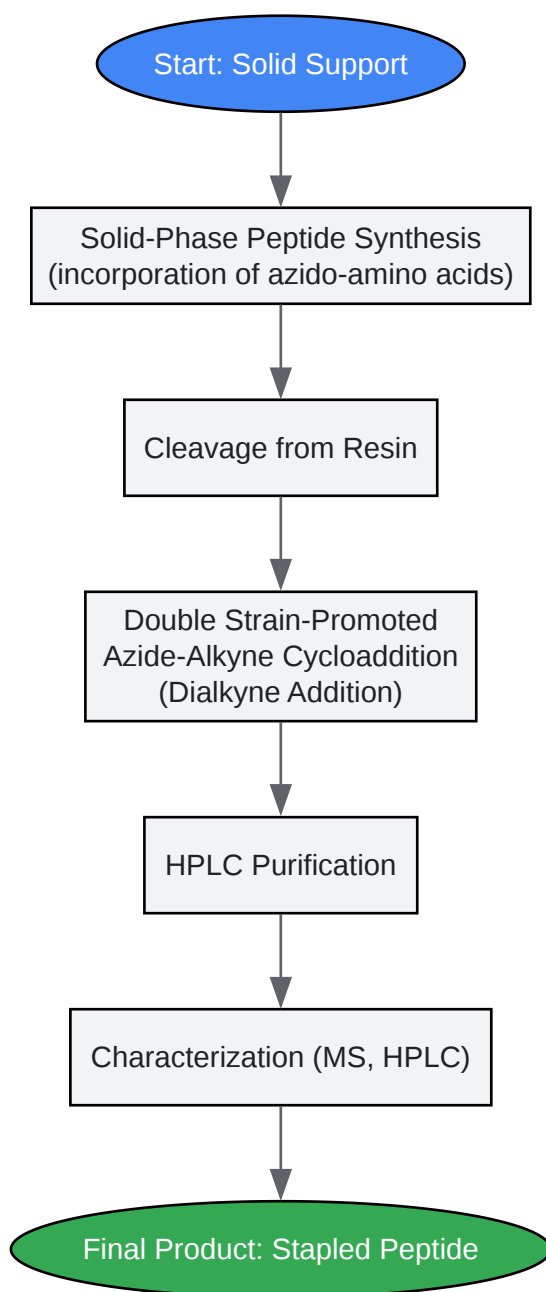 Start: Solid Support
Solid-Phase Peptide Synthesis
(incorporation of azido-amino acids)
Cleavage from Resin
Double Strain-Promoted
Azide-Alkyne Cycloaddition
(Dialkyne Addition)
HPLC Purification
Characterization (MS, HPLC)
Final Product: Stapled Peptide